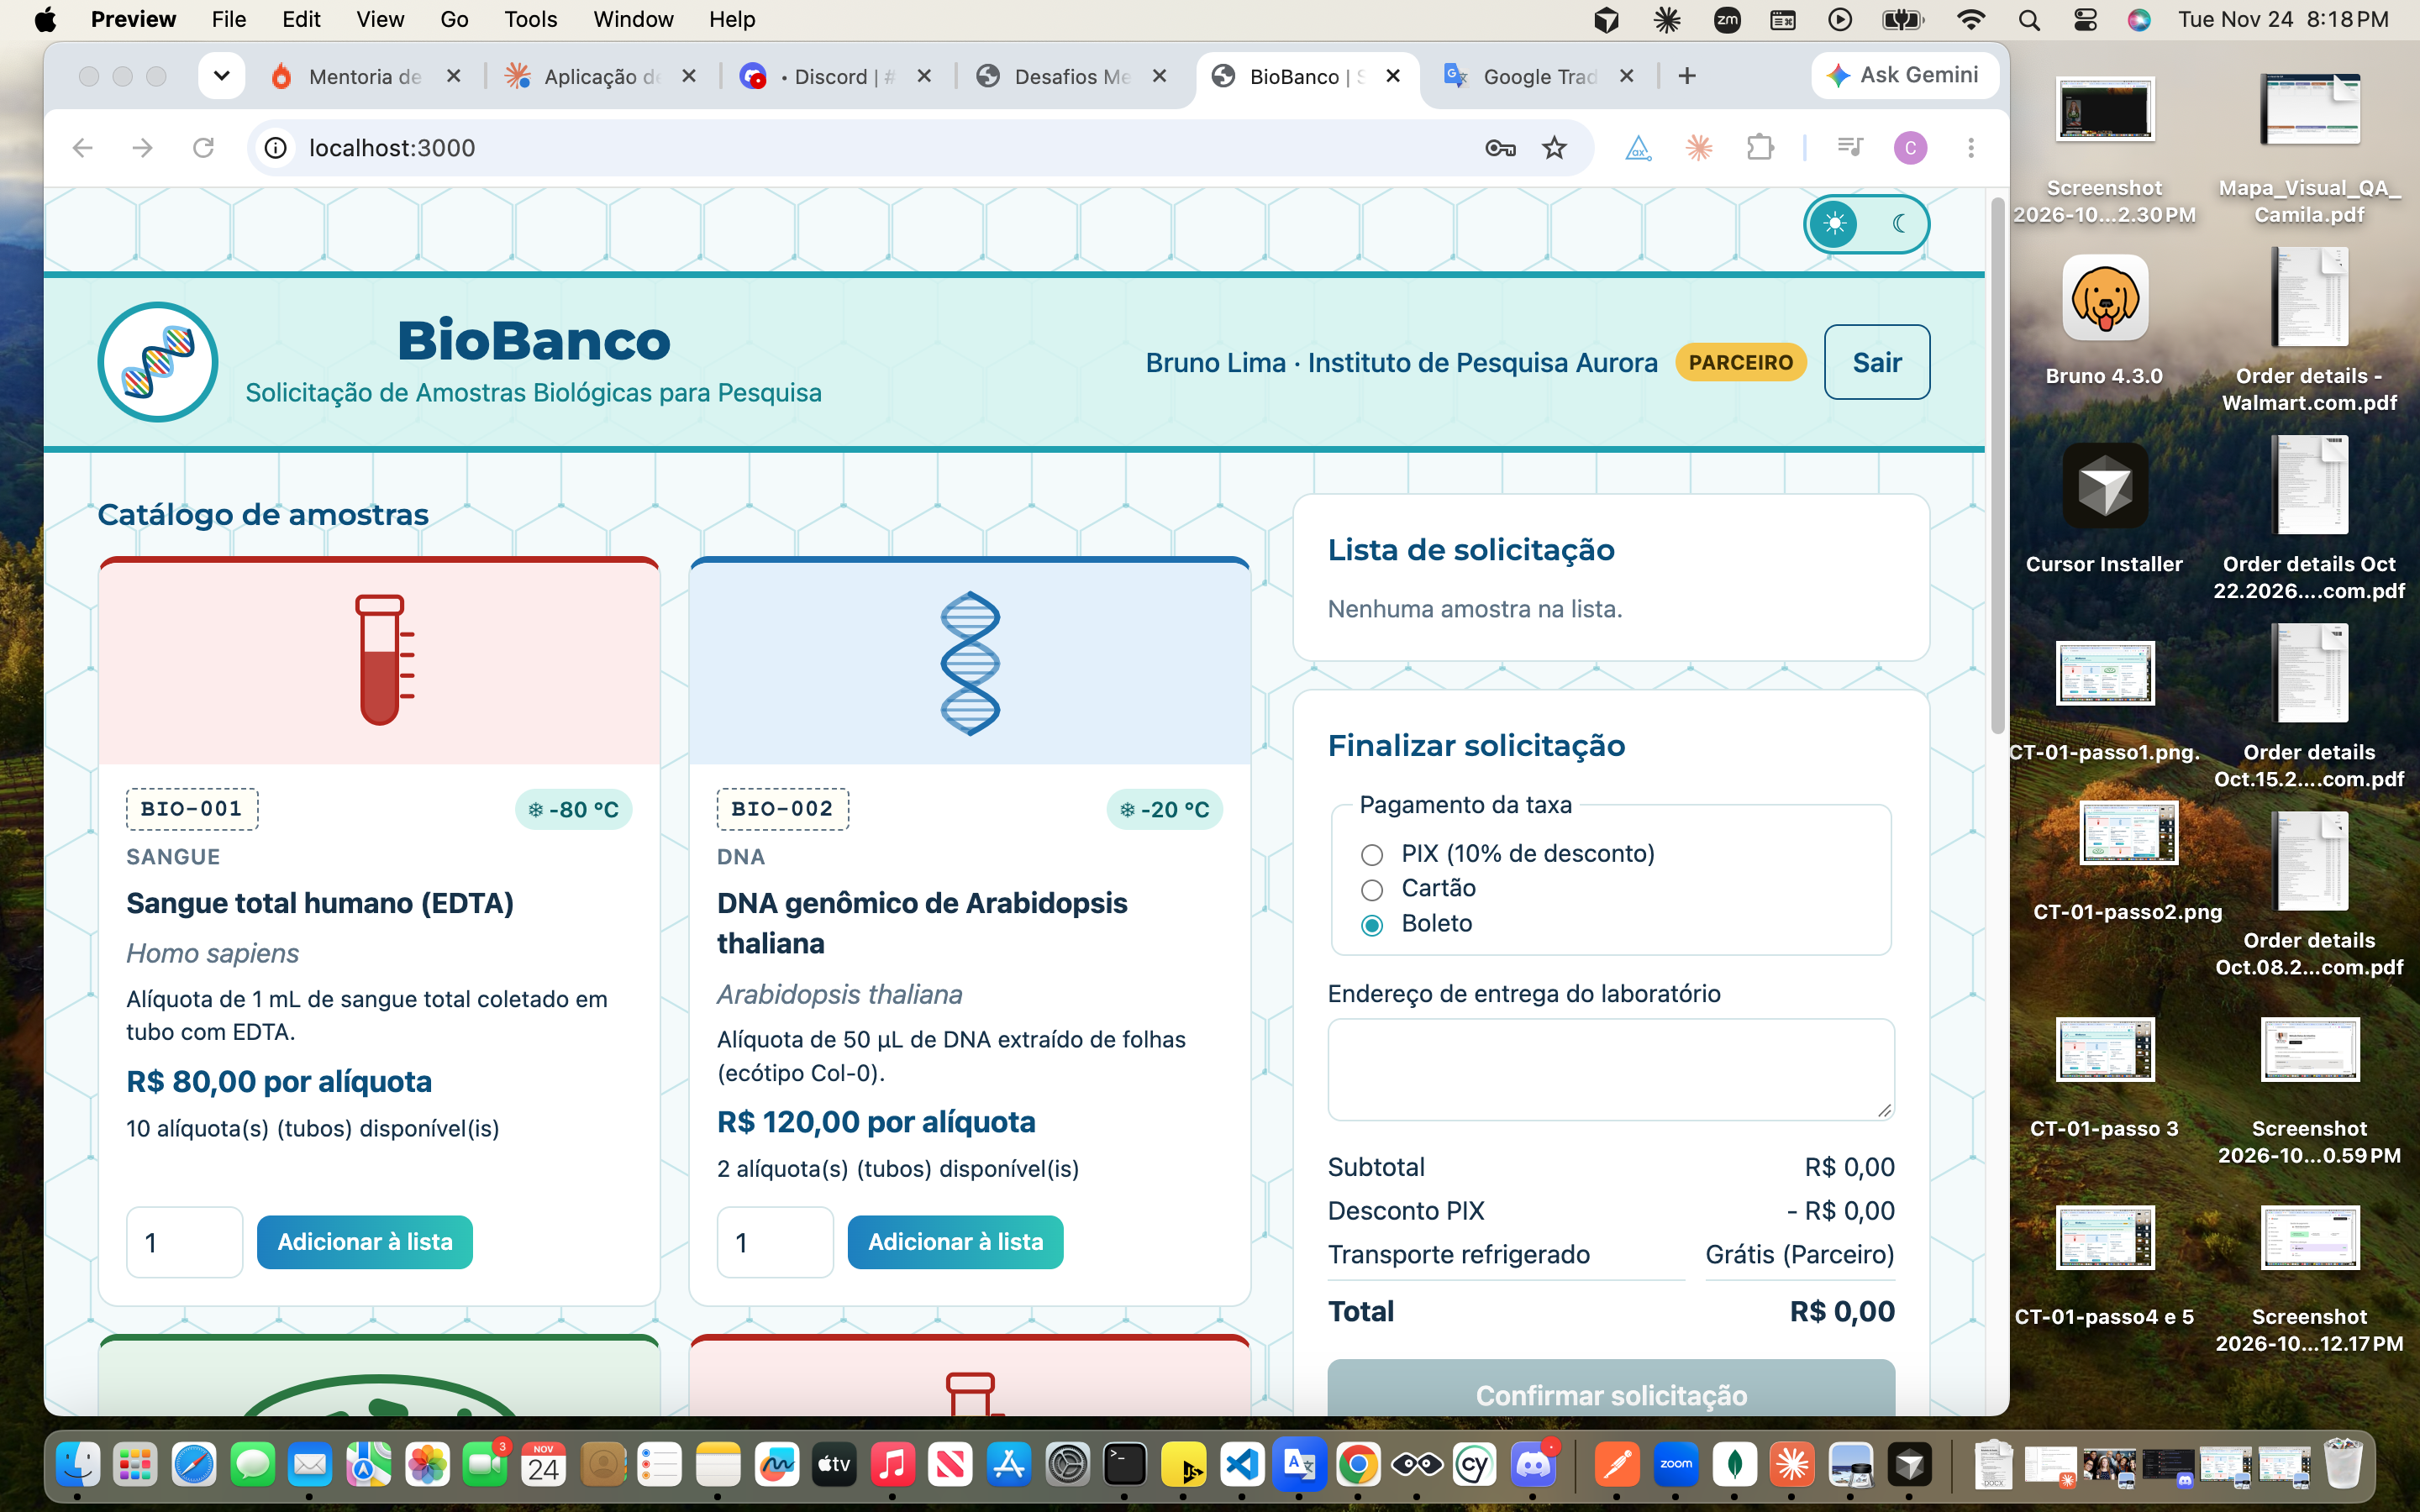 Preview File Edit View Go Tools Window Help
zm
Tue Nov 24 8:18 PM
Mentoria de
Aplicação de
• Discord | #
Desafios Me
BioBanco | S
Google Trad
Ask Gemini
localhost:3000
ax
C
BioBanco
Solicitação de Amostras Biológicas para Pesquisa
Bruno Lima · Instituto de Pesquisa Aurora
PARCEIRO
Sair
Catálogo de amostras
BIO-001
❄ -80 °C
SANGUE
Sangue total humano (EDTA)
Homo sapiens
Alíquota de 1 mL de sangue total coletado em
tubo com EDTA.
R$ 80,00 por alíquota
10 alíquota(s) (tubos) disponível(is)
1
Adicionar à lista
BIO-002
❄ -20 °C
DNA
DNA genômico de Arabidopsis
thaliana
Arabidopsis thaliana
Alíquota de 50 µL de DNA extraído de folhas
(ecótipo Col-0).
R$ 120,00 por alíquota
2 alíquota(s) (tubos) disponível(is)
1
Adicionar à lista
Lista de solicitação
Nenhuma amostra na lista.
Finalizar solicitação
Pagamento da taxa
PIX (10% de desconto)
Cartão
Boleto
Endereço de entrega do laboratório
Subtotal R$ 0,00
Desconto PIX - R$ 0,00
Transporte refrigerado Grátis (Parceiro)
Total R$ 0,00
Confirmar solicitação
Screenshot
2026-10...2.30 PM
Mapa_Visual_QA_
Camila.pdf
Bruno 4.3.0
Order details -
Walmart.com.pdf
Cursor Installer
Order details Oct
22.2026....com.pdf
CT-01-passo1.png.
Order details
Oct.15.2....com.pdf
CT-01-passo2.png
Order details
Oct.08.2...com.pdf
CT-01-passo 3
Screenshot
2026-10...0.59 PM
CT-01-passo4 e 5
Screenshot
2026-10...12.17 PM
3
NOV
24
tv
JS
A
cy
zoom
DOCX